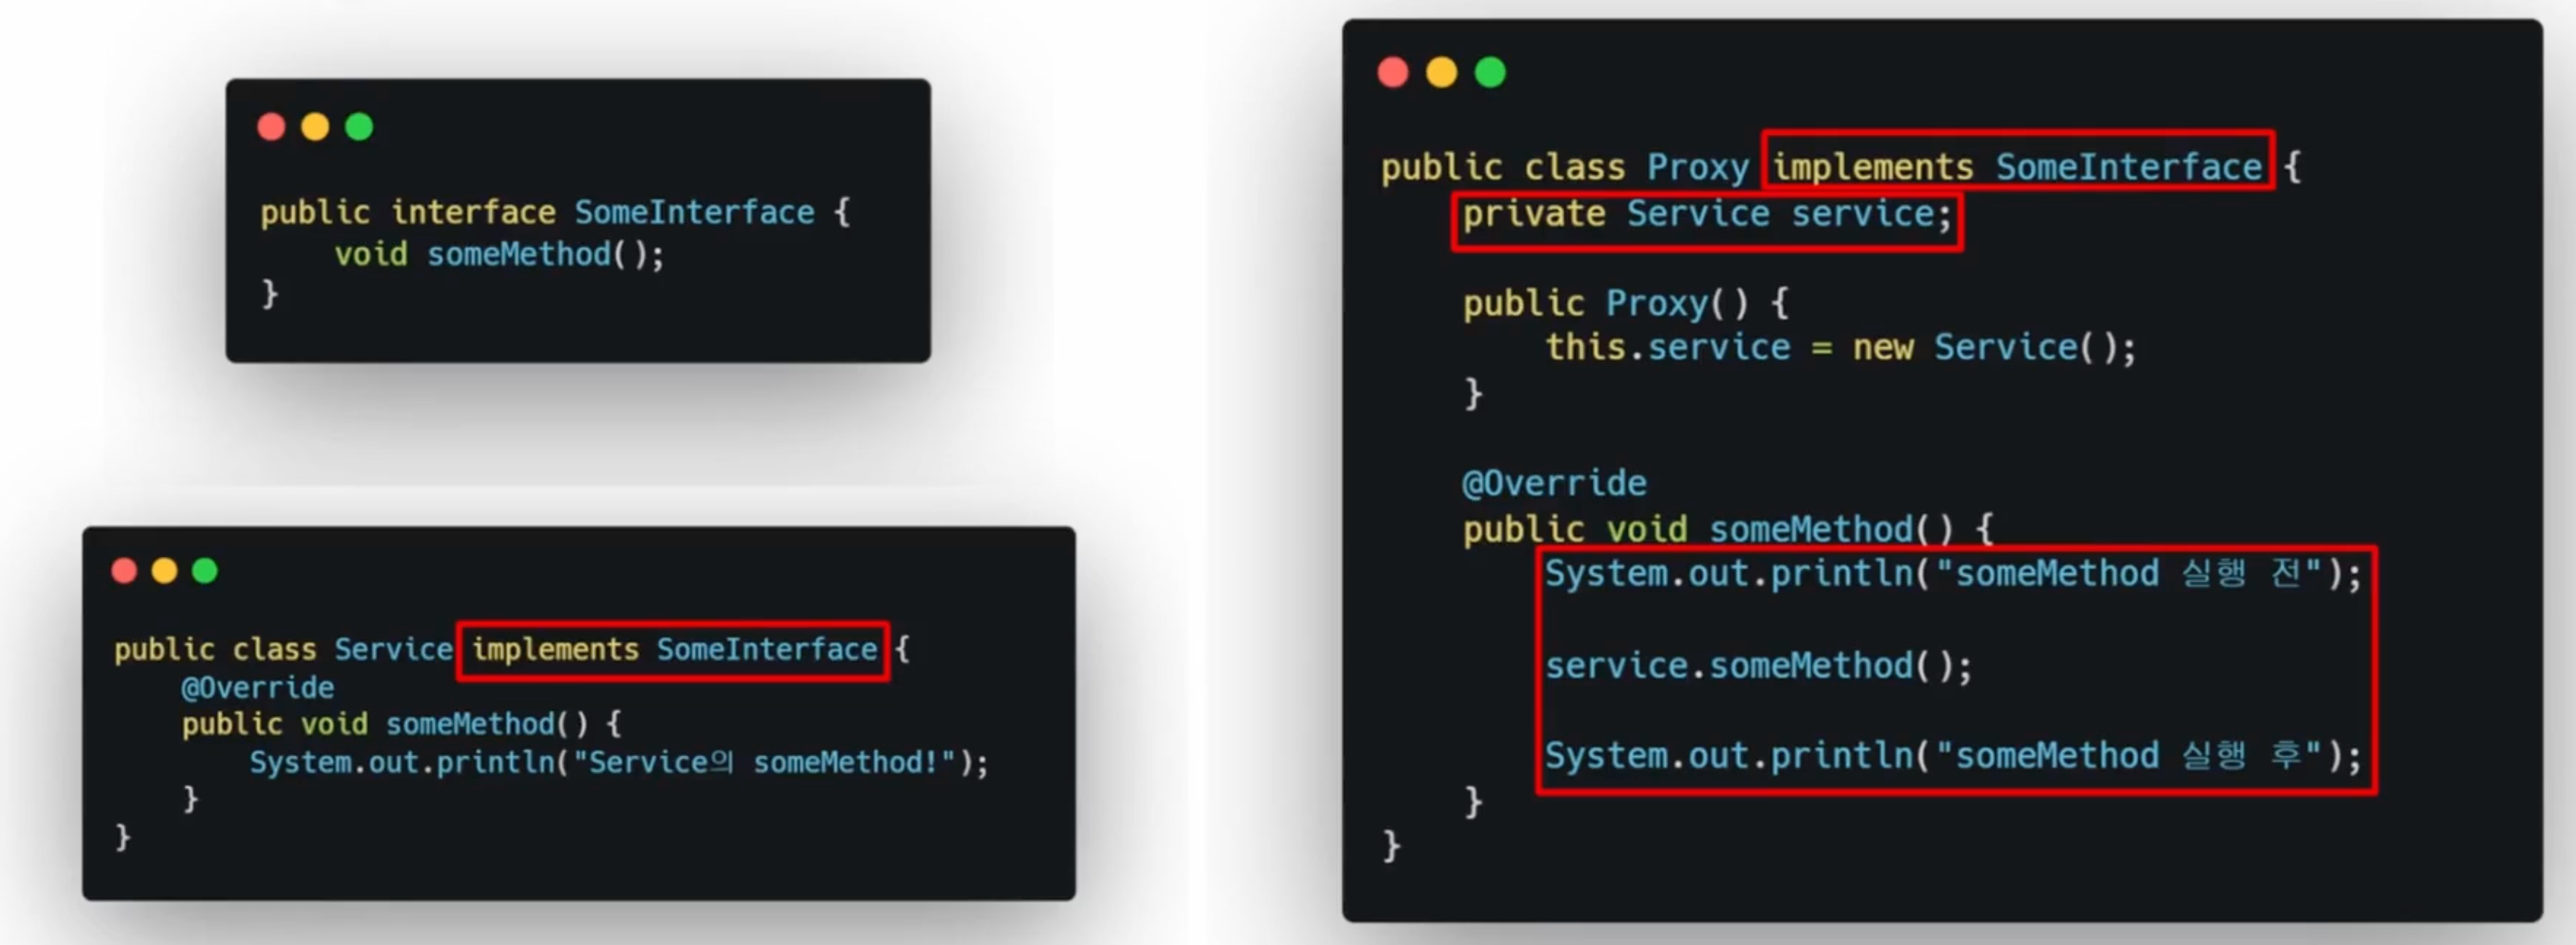 public interface SomeInterface {
    void someMethod();
}
public class Service implements SomeInterface {
    @Override
    public void someMethod() {
        System.out.println("Service의 someMethod!");
    }
}
public class Proxy implements SomeInterface {
    private Service service;
    public Proxy() {
        this.service = new Service();
    }
    @Override
    public void someMethod() {
        System.out.println("someMethod 실행 전");
        service.someMethod();
        System.out.println("someMethod 실행 후");
    }
}